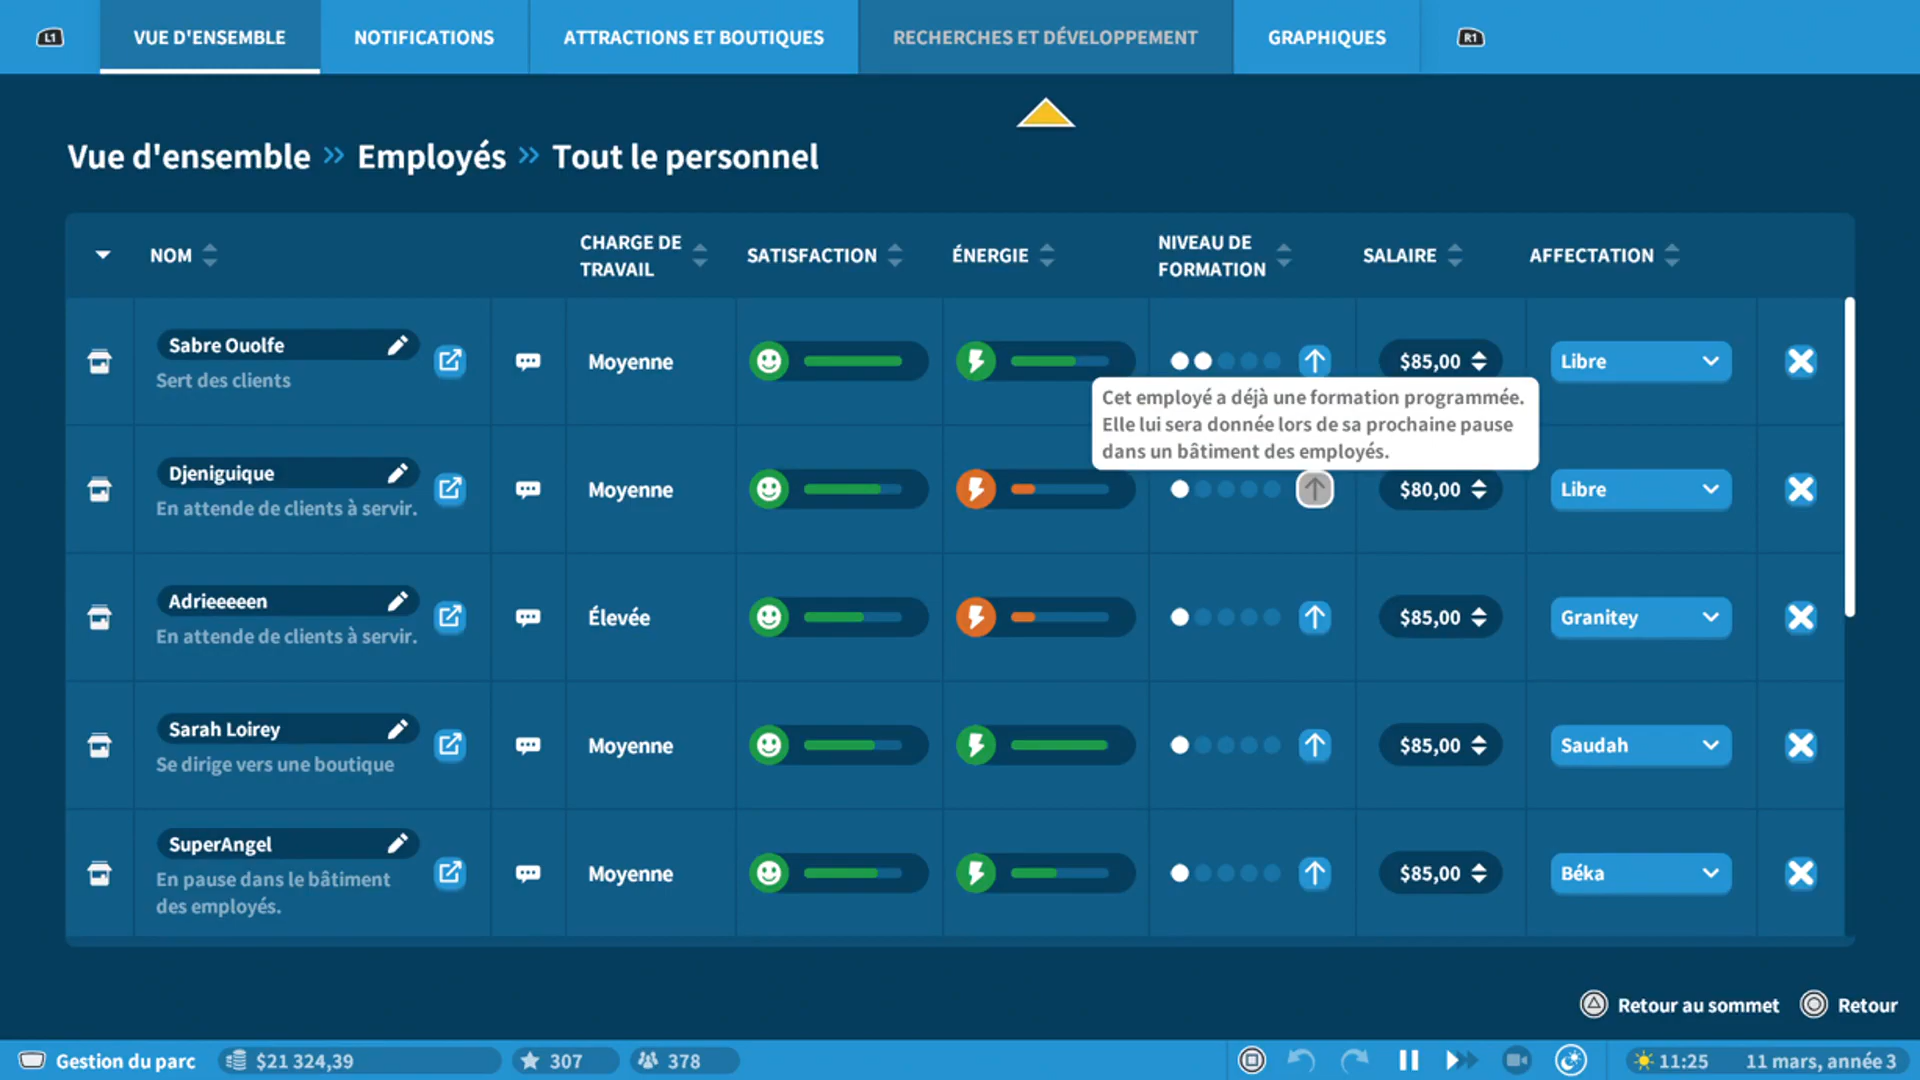 L1
VUE D'ENSEMBLE
NOTIFICATIONS
ATTRACTIONS ET BOUTIQUES
RECHERCHES ET DÉVELOPPEMENT
GRAPHIQUES
R1
Vue d'ensemble » Employés » Tout le personnel
NOM
CHARGE DE
TRAVAIL
SATISFACTION
ÉNERGIE
NIVEAU DE
FORMATION
SALAIRE
AFFECTATION
Sabre Ouolfe
Sert des clients
Moyenne
$85,00
Libre
Cet employé a déjà une formation programmée.
Elle lui sera donnée lors de sa prochaine pause
dans un bâtiment des employés.
Djeniguique
En attende de clients à servir.
Moyenne
$80,00
Libre
Adrieeeeen
En attende de clients à servir.
Élevée
$85,00
Granitey
Sarah Loirey
Se dirige vers une boutique
Moyenne
$85,00
Saudah
SuperAngel
En pause dans le bâtiment
des employés.
Moyenne
$85,00
Béka
Retour au sommet
Retour
Gestion du parc
$21 324,39
307
378
11:25
11 mars, année 3